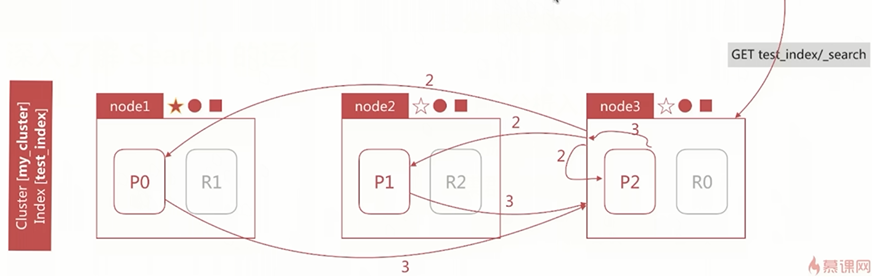 GET test_index/_search
Cluster [my_cluster]
Index [test_index]
node1
node2
node3
2
2
3
2
3
3
P0
R1
P1
R2
P2
R0
慕课网